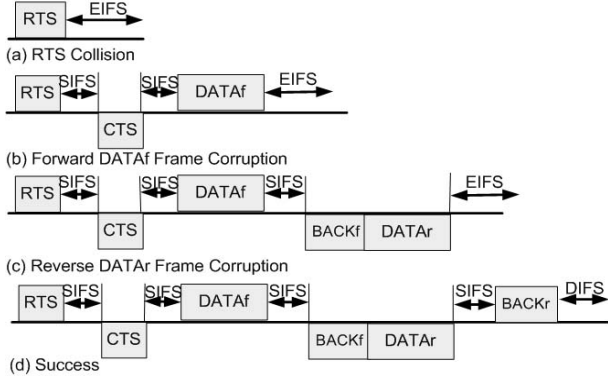 RTS EIFS
(a) RTS Collision
RTS SIFS CTS SIFS DATAf EIFS
(b) Forward DATAf Frame Corruption
RTS SIFS CTS SIFS DATAf SIFS BACKf DATAr EIFS
(c) Reverse DATAr Frame Corruption
RTS SIFS CTS SIFS DATAf SIFS BACKf DATAr SIFS BACKr DIFS
(d) Success